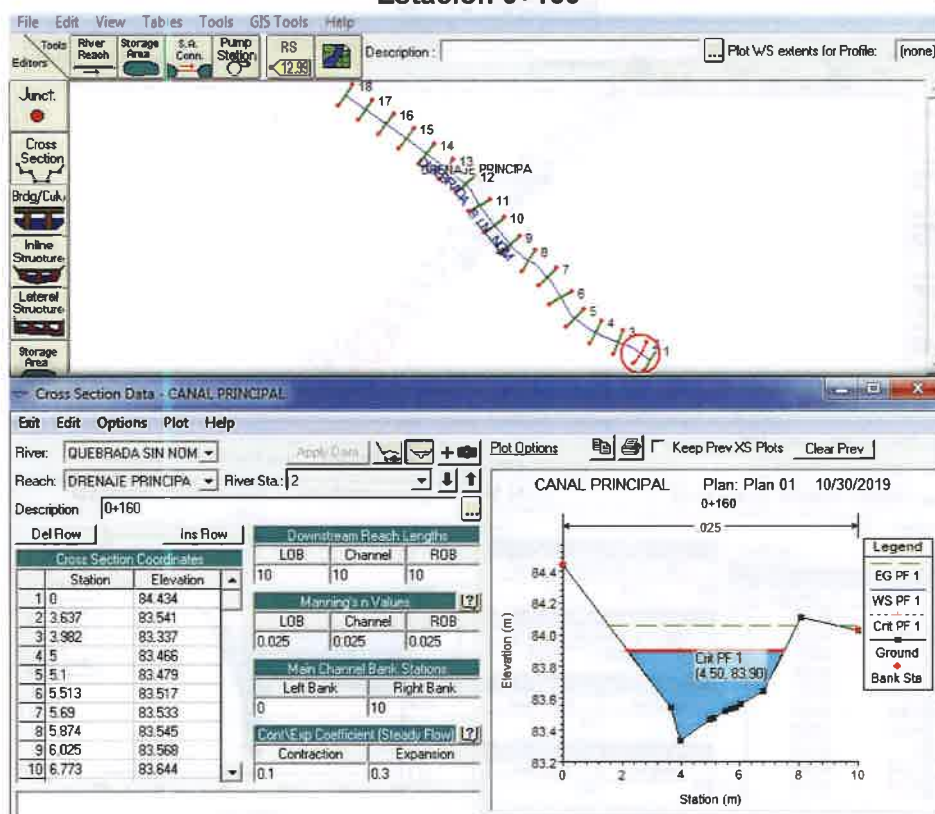 Estación 0+160
File Edit View Tables Tools GIS Tools Help
Tools
Editors
River Reach
Storage Area
S.A. Conn.
Pump Station
RS
12.99
Description :
...
Plot WS extents for Profile:
(none)
Junct.
Cross Section
Brdg/Culv
Inline Structure
Lateral Structure
Storage Area
18
17
16
15
14
13
DRENAJE PRINCIPA
12
11
10
9
8
7
6
5
4
3
2
1
Cross Section Data - CANAL PRINCIPAL
Exit Edit Options Plot Help
River: QUEBRADA SIN NOM
Apply Data
Plot Options
Keep Prev XS Plots
Clear Prev
Reach: DRENAJE PRINCIPA
River Sta.: 2
Description 0+160
...
Del Row
Ins Row
Cross Section Coordinates
Station Elevation
1 0 84.434
2 3.637 83.541
3 3.982 83.337
4 5 83.466
5 5.1 83.479
6 5.513 83.517
7 5.69 83.533
8 5.874 83.545
9 6.025 83.568
10 6.773 83.644
Downstream Reach Lengths
LOB Channel ROB
10 10 10
Manning's n Values [?]
LOB Channel ROB
0.025 0.025 0.025
Main Channel Bank Stations
Left Bank Right Bank
0 10
Cont\Exp Coefficient (Steady Flow) [?]
Contraction Expansion
0.1 0.3
CANAL PRINCIPAL Plan: Plan 01 10/30/2019
0+160
.025
84.4
84.2
84.0
83.8
83.6
83.4
83.2
Elevation (m)
Crit PF 1
(4.50, 83.90)
0 2 4 6 8 10
Station (m)
Legend
EG PF 1
WS PF 1
Crit PF 1
Ground
Bank Sta